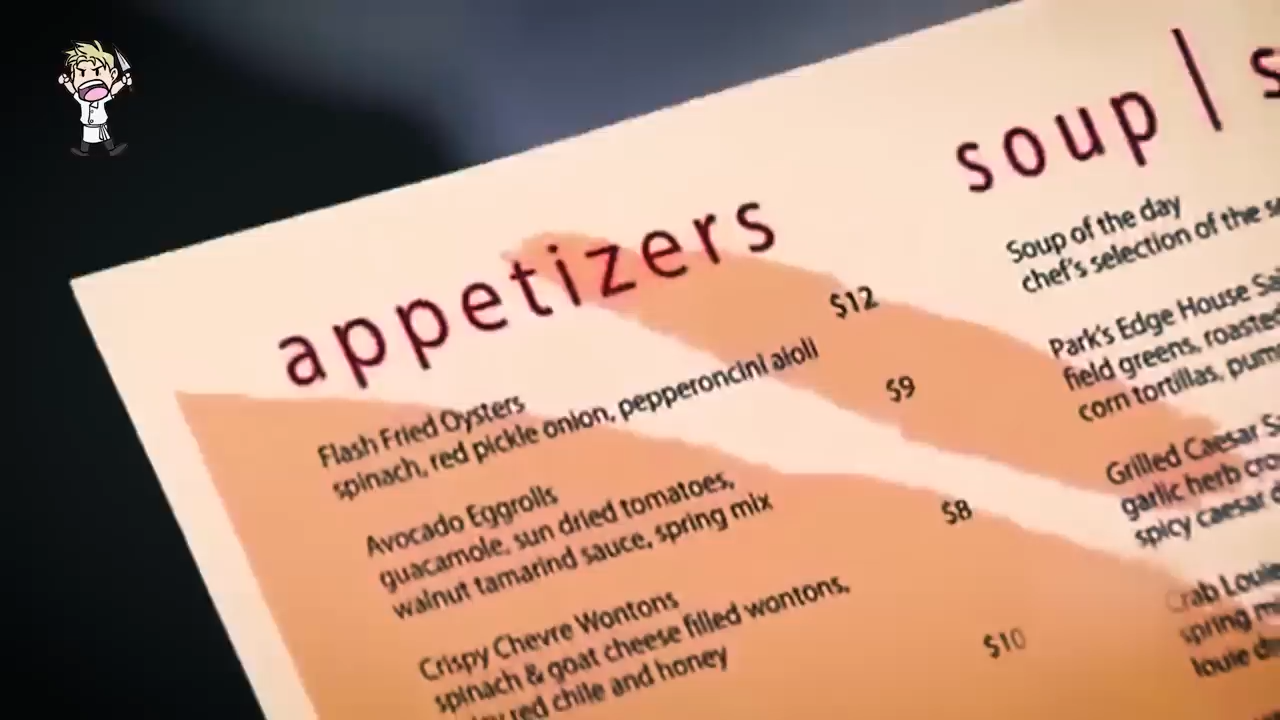 appetizers
$12
Flash Fried Oysters
spinach, red pickle onion, pepperoncini aioli
$9
Avocado Eggrolls
guacamole, sun dried tomatoes,
walnut tamarind sauce, spring mix
$8
Crispy Chevre Wontons
spinach & goat cheese filled wontons,
red chile and honey
$10
soup |
Soup of the day
chef's selection of the
Park's Edge House
field greens, roasted
corn tortillas,
Grilled Caesar
garlic herb
spicy caesar
Crab Louie
spring
louie